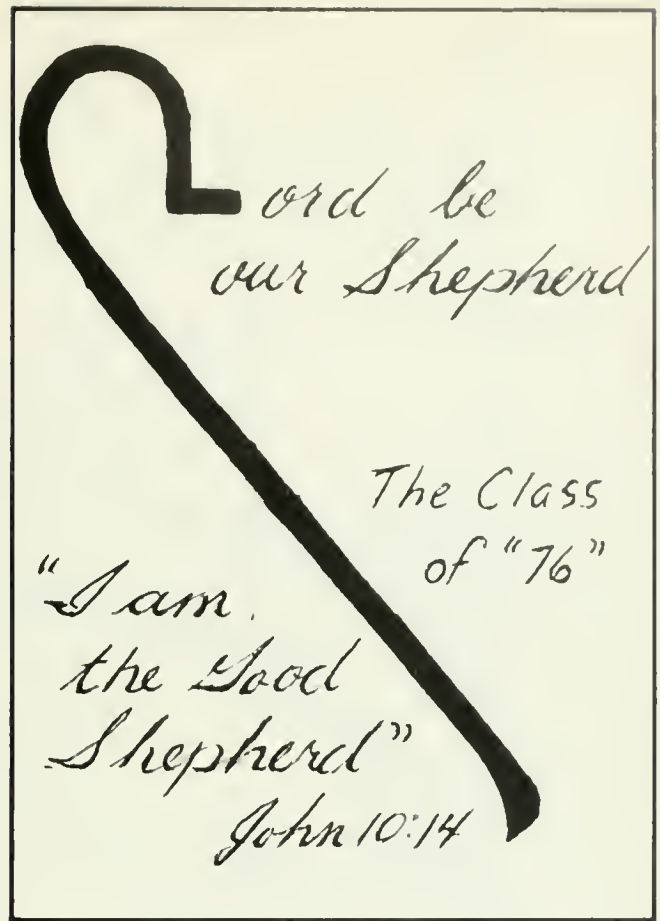 Lord be
our Shepherd
The Class
of "76"
"I am
the Good
Shepherd"
John 10:14